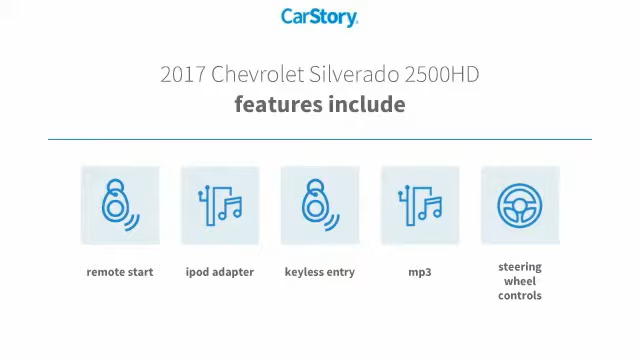 CarStory
2017 Chevrolet Silverado 2500HD
features include
remote start
ipod adapter
keyless entry
mp3
steering
wheel
controls